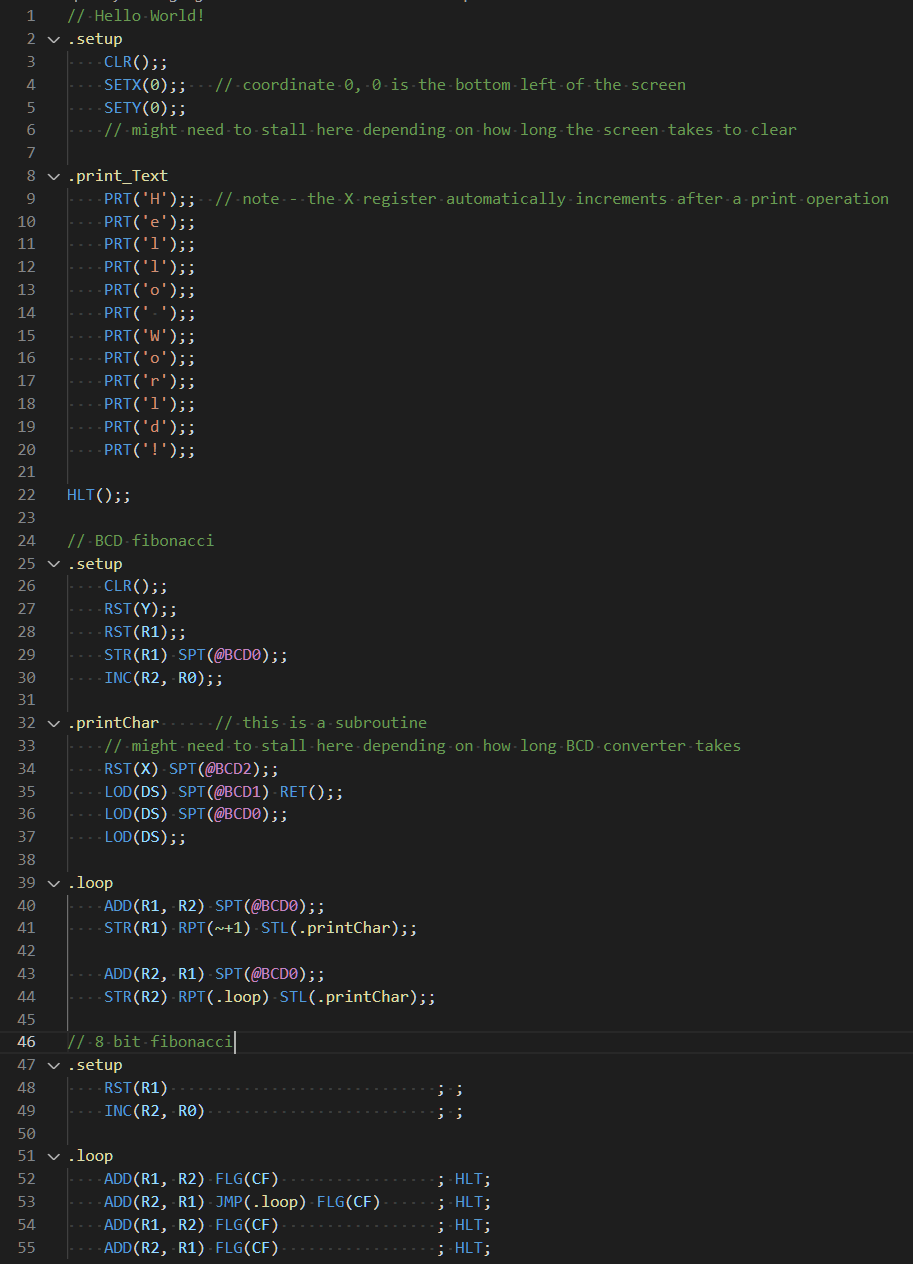 1 // Hello World!
2 .setup
3 CLR();;
4 SETX(0);; // coordinate 0, 0 is the bottom left of the screen
5 SETY(0);;
6 // might need to stall here depending on how long the screen takes to clear
7
8 .print_Text
9 PRT('H');; // note - the X register automatically increments after a print operation
10 PRT('e');;
11 PRT('l');;
12 PRT('l');;
13 PRT('o');;
14 PRT(' ');;
15 PRT('W');;
16 PRT('o');;
17 PRT('r');;
18 PRT('l');;
19 PRT('d');;
20 PRT('!');;
21
22 HLT();;
23
24 // BCD fibonacci
25 .setup
26 CLR();;
27 RST(Y);;
28 RST(R1);;
29 STR(R1) SPT(@BCD0);;
30 INC(R2, R0);;
31
32 .printChar // this is a subroutine
33 // might need to stall here depending on how long BCD converter takes
34 RST(X) SPT(@BCD2);;
35 LOD(DS) SPT(@BCD1) RET();;
36 LOD(DS) SPT(@BCD0);;
37 LOD(DS);;
38
39 .loop
40 ADD(R1, R2) SPT(@BCD0);;
41 STR(R1) RPT(~+1) STL(.printChar);;
42
43 ADD(R2, R1) SPT(@BCD0);;
44 STR(R2) RPT(.loop) STL(.printChar);;
45
46 // 8 bit fibonacci
47 .setup
48 RST(R1) ; ;
49 INC(R2, R0) ; ;
50
51 .loop
52 ADD(R1, R2) FLG(CF) ; HLT;
53 ADD(R2, R1) JMP(.loop) FLG(CF) ; HLT;
54 ADD(R1, R2) FLG(CF) ; HLT;
55 ADD(R2, R1) FLG(CF) ; HLT;